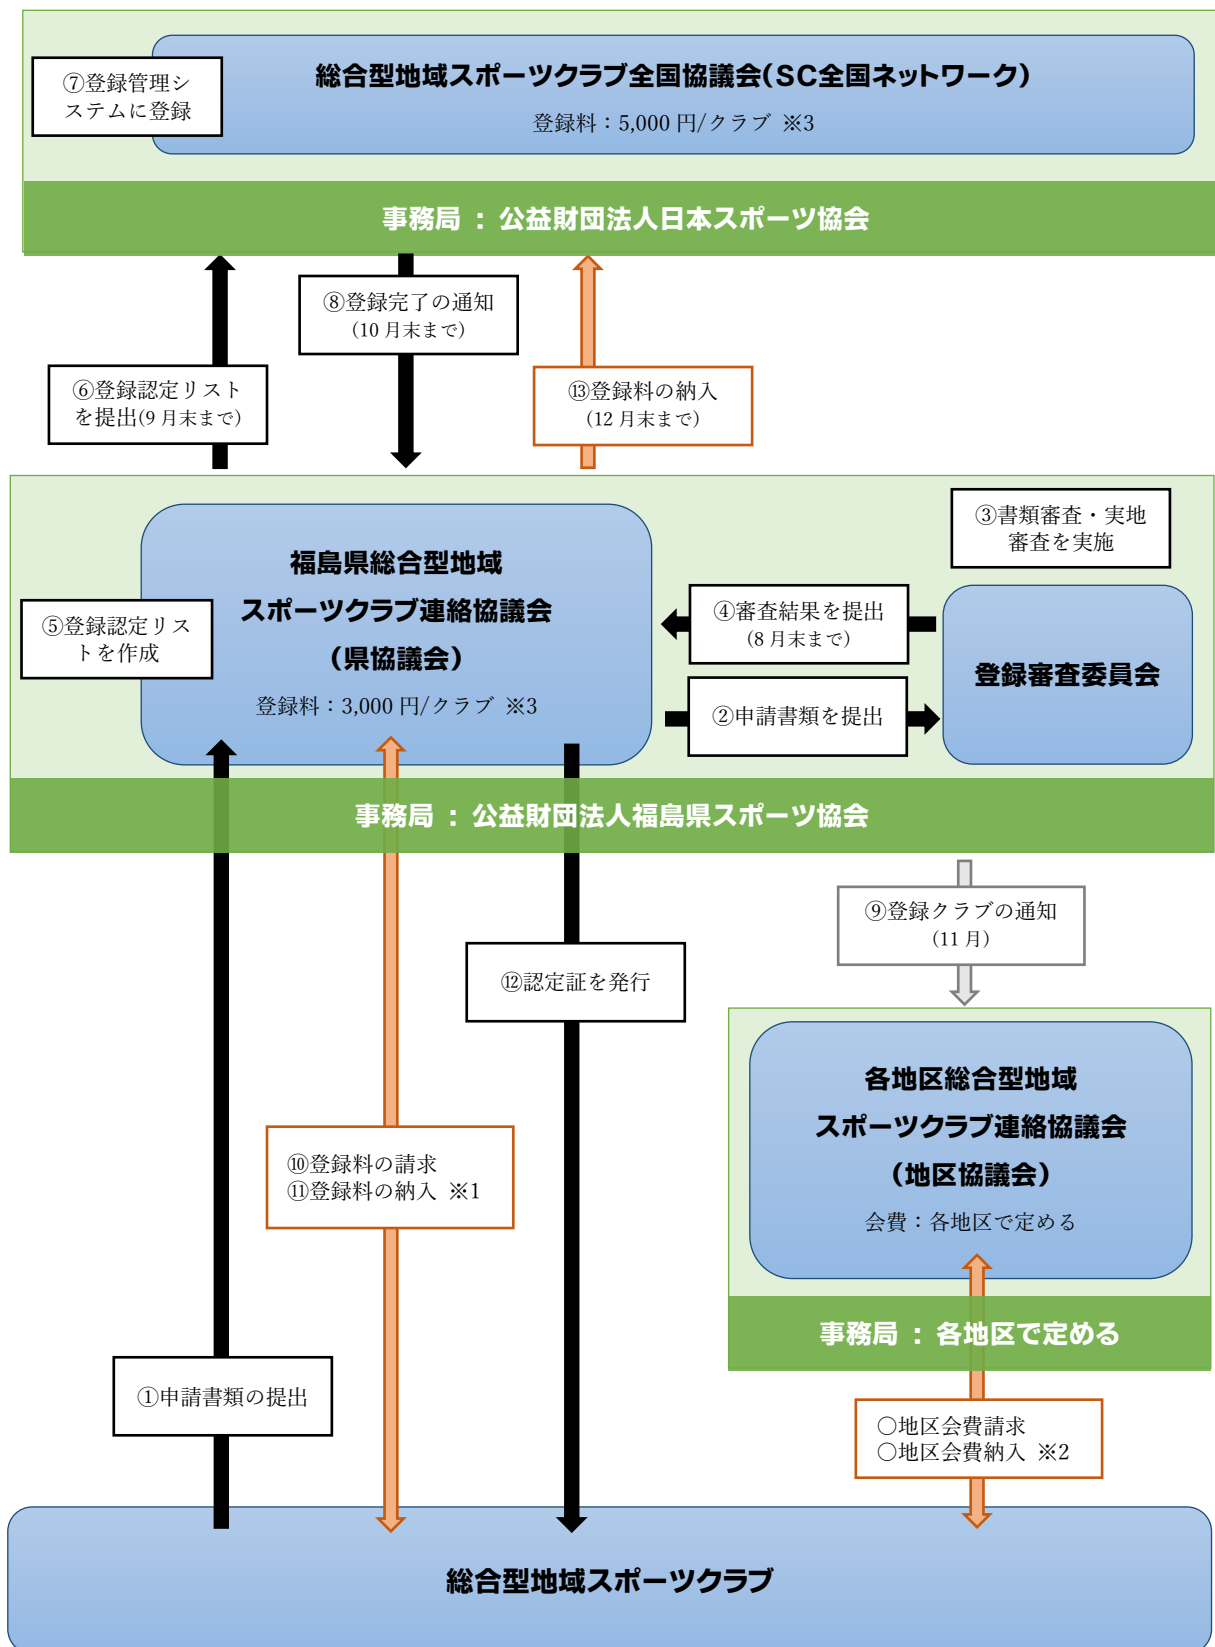 総合型地域スポーツクラブ全国協議会(SC全国ネットワーク)
登録料：5,000 円/クラブ ※3
⑦登録管理シ
ステムに登録
事務局 ： 公益財団法人日本スポーツ協会
⑧登録完了の通知
(10 月末まで)
⑥登録認定リスト
を提出(9 月末まで)
⑬登録料の納入
(12 月末まで)
③書類審査・実地
審査を実施
福島県総合型地域
スポーツクラブ連絡協議会
(県協議会)
登録料：3,000 円/クラブ ※3
⑤登録認定リス
トを作成
④審査結果を提出
(8 月末まで)
②申請書類を提出
登録審査委員会
事務局 ： 公益財団法人福島県スポーツ協会
⑨登録クラブの通知
(11 月)
⑫認定証を発行
各地区総合型地域
スポーツクラブ連絡協議会
(地区協議会)
会費：各地区で定める
⑩登録料の請求
⑪登録料の納入 ※1
事務局 ： 各地区で定める
①申請書類の提出
○地区会費請求
○地区会費納入 ※2
総合型地域スポーツクラブ